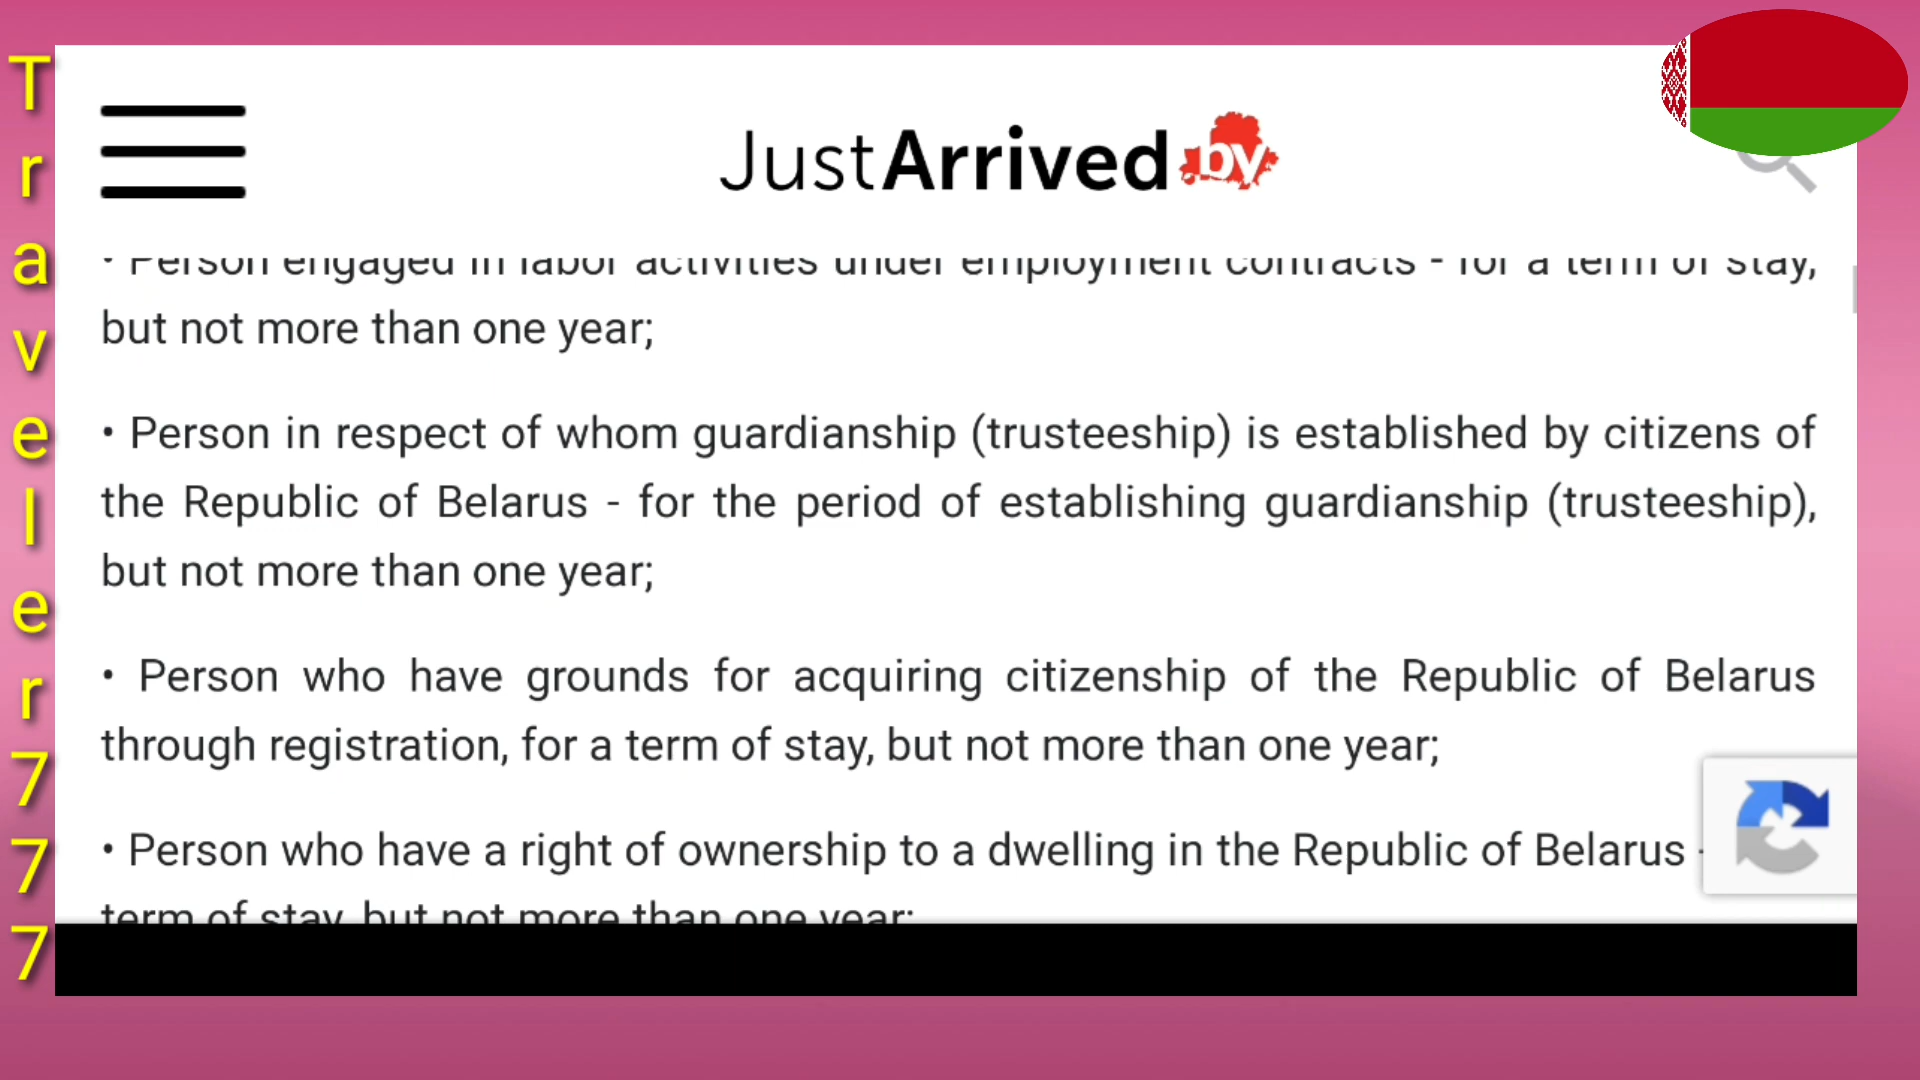 Traveler777
JustArrived.by
• Person engaged in labor activities under employment contracts - for a term of stay,
but not more than one year;
• Person in respect of whom guardianship (trusteeship) is established by citizens of
the Republic of Belarus - for the period of establishing guardianship (trusteeship),
but not more than one year;
• Person who have grounds for acquiring citizenship of the Republic of Belarus
through registration, for a term of stay, but not more than one year;
• Person who have a right of ownership to a dwelling in the Republic of Belarus -
term of stay, but not more than one year;